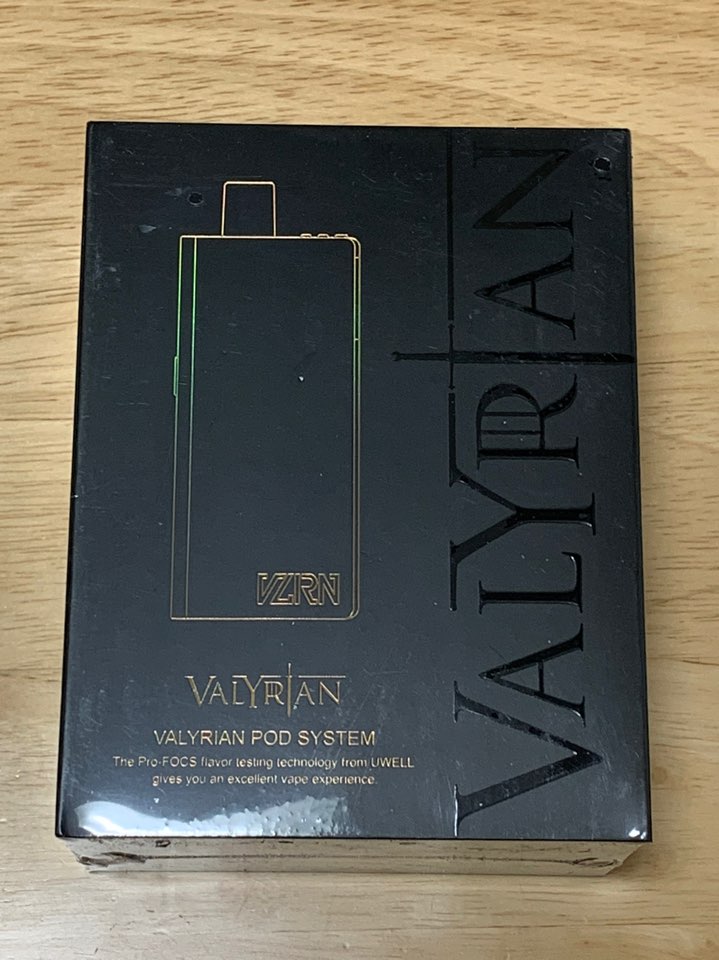 VZRN
VALYRIAN
VALYRIAN POD SYSTEM
The Pro-FOCS flavor testing technology from UWELL
gives you an excellent vape experience.
VALYRIAN